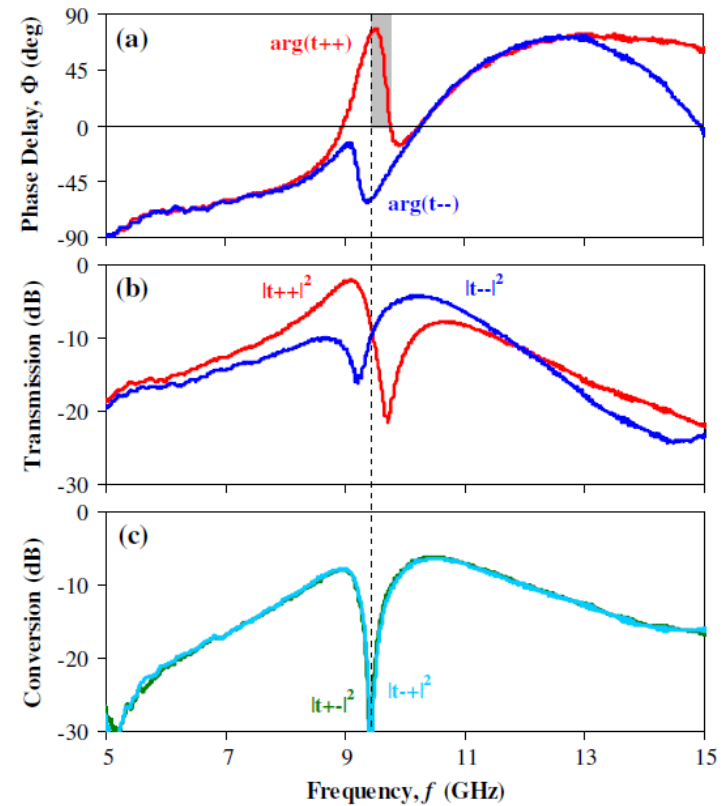 90
45
0
-45
-90
Phase Delay, Φ (deg)
(a)
arg(t++)
arg(t--)
0
-10
-20
-30
Transmission (dB)
(b)
|t++|²
|t--|²
0
-10
-20
-30
Conversion (dB)
(c)
|t+-|²
|t-+|²
5 7 9 11 13 15
Frequency, f (GHz)